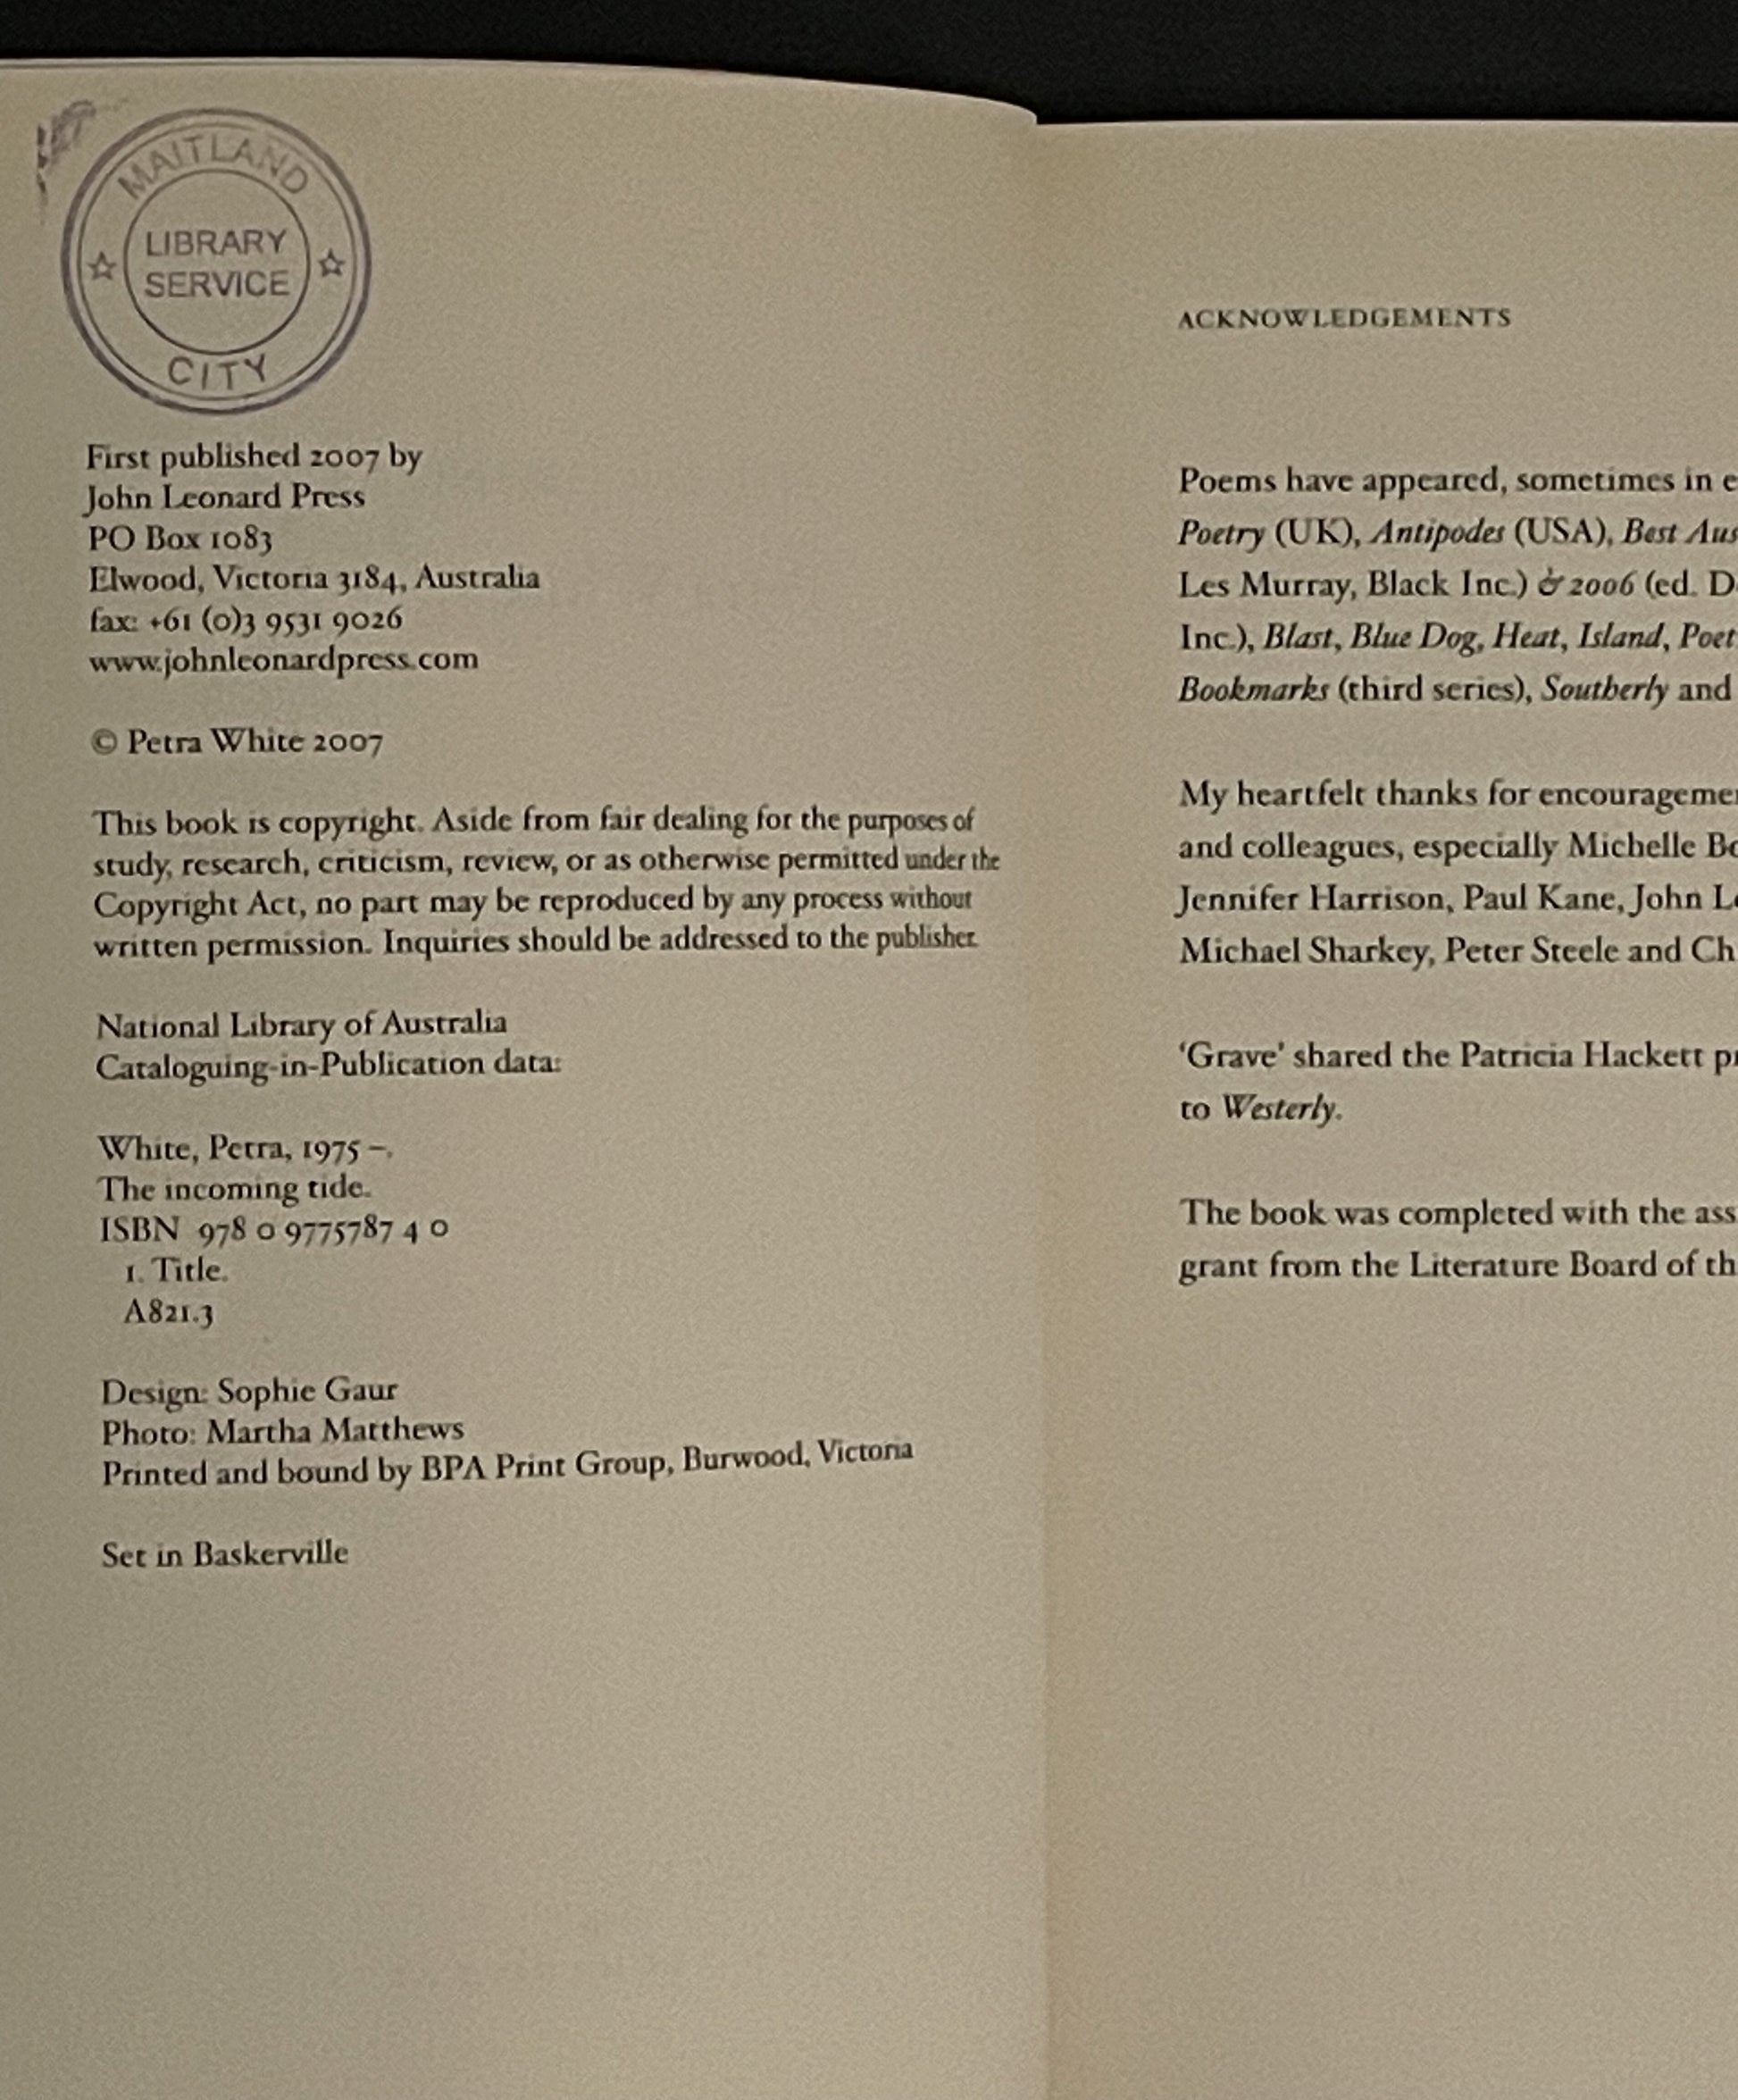 MAITLAND
LIBRARY
SERVICE
CITY
First published 2007 by
John Leonard Press
PO Box 1083
Elwood, Victoria 3184, Australia
fax: +61 (0)3 9531 9026
www.johnleonardpress.com
© Petra White 2007
This book is copyright. Aside from fair dealing for the purposes of
study, research, criticism, review, or as otherwise permitted under the
Copyright Act, no part may be reproduced by any process without
written permission. Inquiries should be addressed to the publisher.
National Library of Australia
Cataloguing-in-Publication data:
White, Petra, 1975 –.
The incoming tide.
ISBN 978 0 9775787 4 0
1. Title.
A821.3
Design: Sophie Gaur
Photo: Martha Matthews
Printed and bound by BPA Print Group, Burwood, Victoria
Set in Baskerville
ACKNOWLEDGEMENTS
Poems have appeared, sometimes in
Poetry (UK), Antipodes (USA), Best
Les Murray, Black Inc.) & 2006 (ed.
Inc.), Blast, Blue Dog, Heat, Island,
Bookmarks (third series), Southerly and
My heartfelt thanks for
and colleagues, especially Michelle
Jennifer Harrison, Paul Kane, John
Michael Sharkey, Peter Steele and
‘Grave’ shared the Patricia Hackett
to Westerly.
The book was completed with the
grant from the Literature Board of